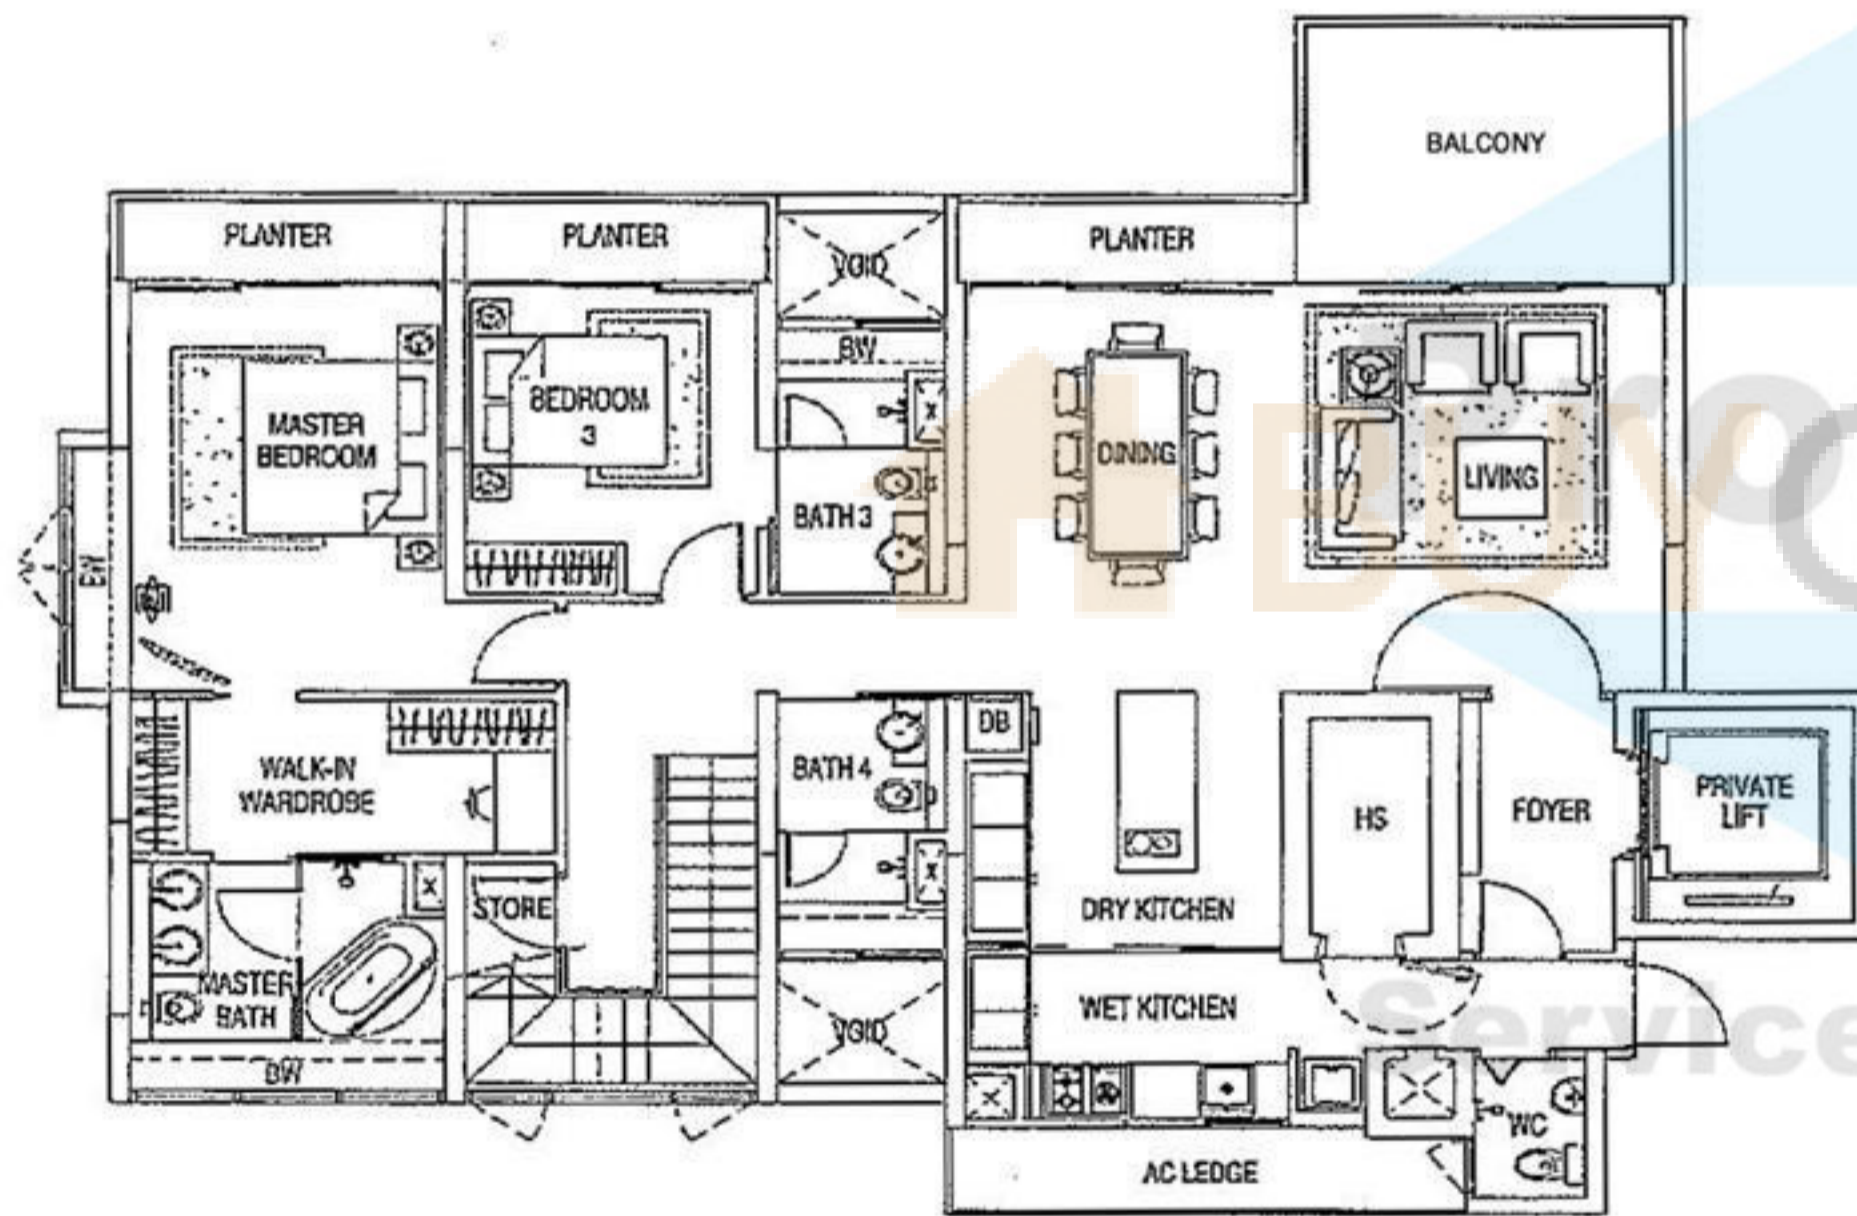 BALCONY
PLANTER
PLANTER
VOID
PLANTER
BW
MASTER
BEDROOM
BEDROOM
3
DINING
LIVING
BATH 3
BW
DB
BATH 4
WALK-IN
WARDROBE
HS
FOYER
PRIVATE
LIFT
STORE
DRY KITCHEN
MASTER
BATH
WET KITCHEN
VOID
BW
WC
AC LEDGE
BUY
Service